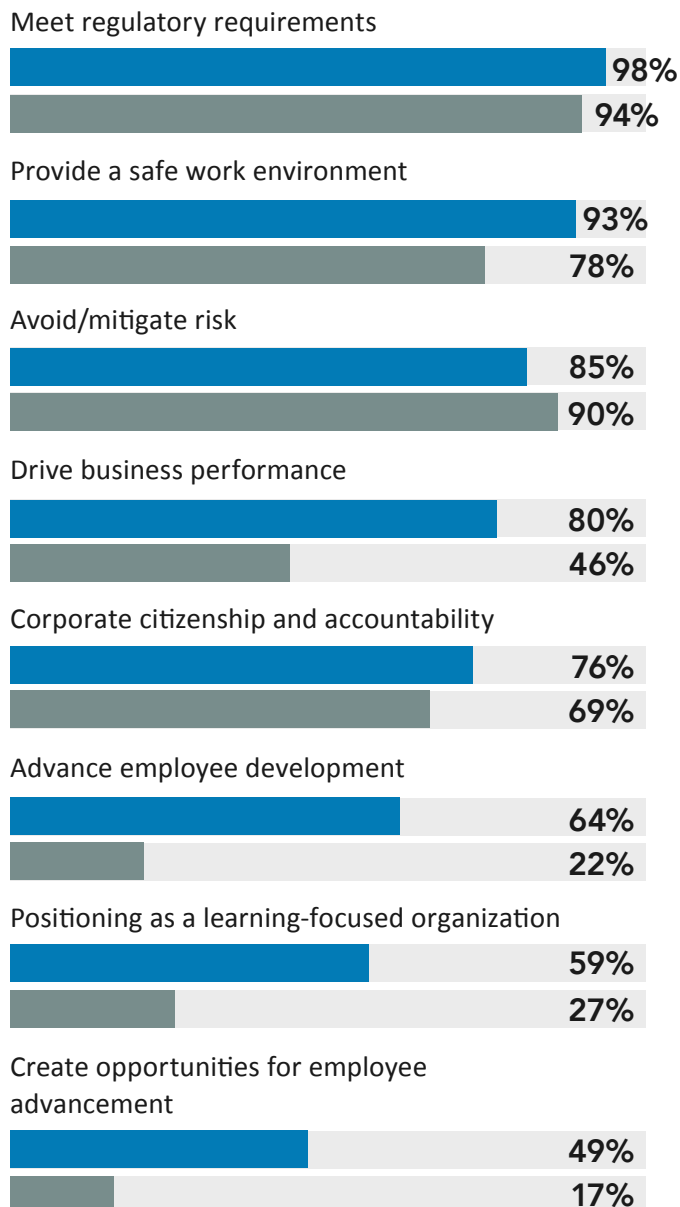 Meet regulatory requirements
98%
94%
Provide a safe work environment
93%
78%
Avoid/mitigate risk
85%
90%
Drive business performance
80%
46%
Corporate citizenship and accountability
76%
69%
Advance employee development
64%
22%
Positioning as a learning-focused organization
59%
27%
Create opportunities for employee
advancement
49%
17%